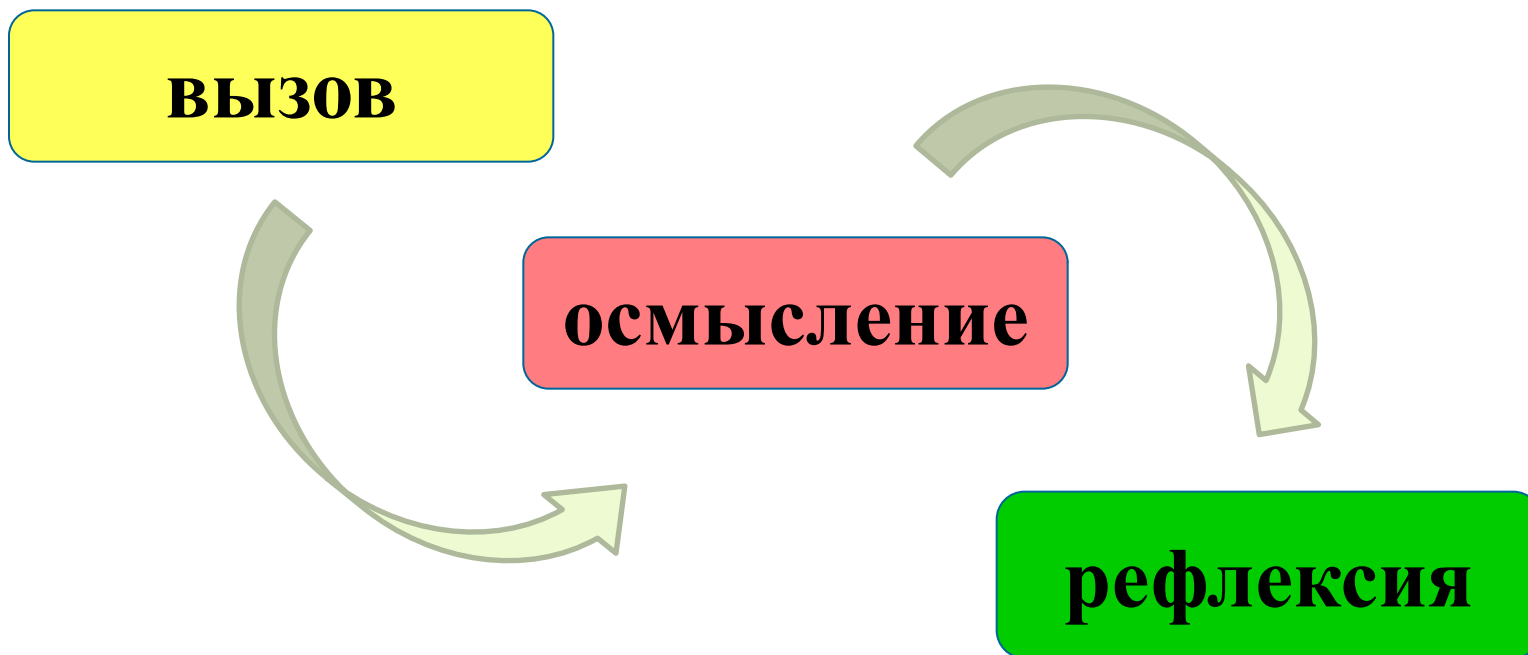 вызов
осмысление
рефлексия